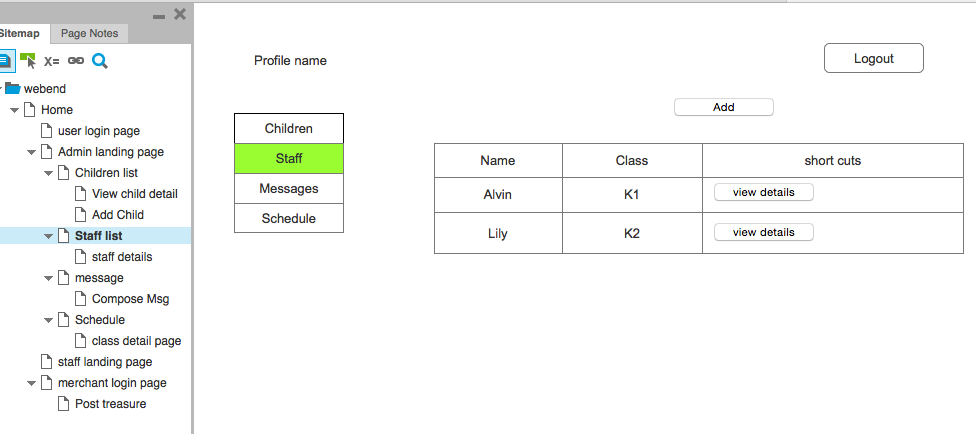 Sitemap
Page Notes
X=
webend
Home
user login page
Admin landing page
Children list
View child detail
Add Child
Staff list
staff details
message
Compose Msg
Schedule
class detail page
staff landing page
merchant login page
Post treasure
Profile name
Logout
Add
Children
Staff
Messages
Schedule
Name Class short cuts
Alvin K1 view details
Lily K2 view details